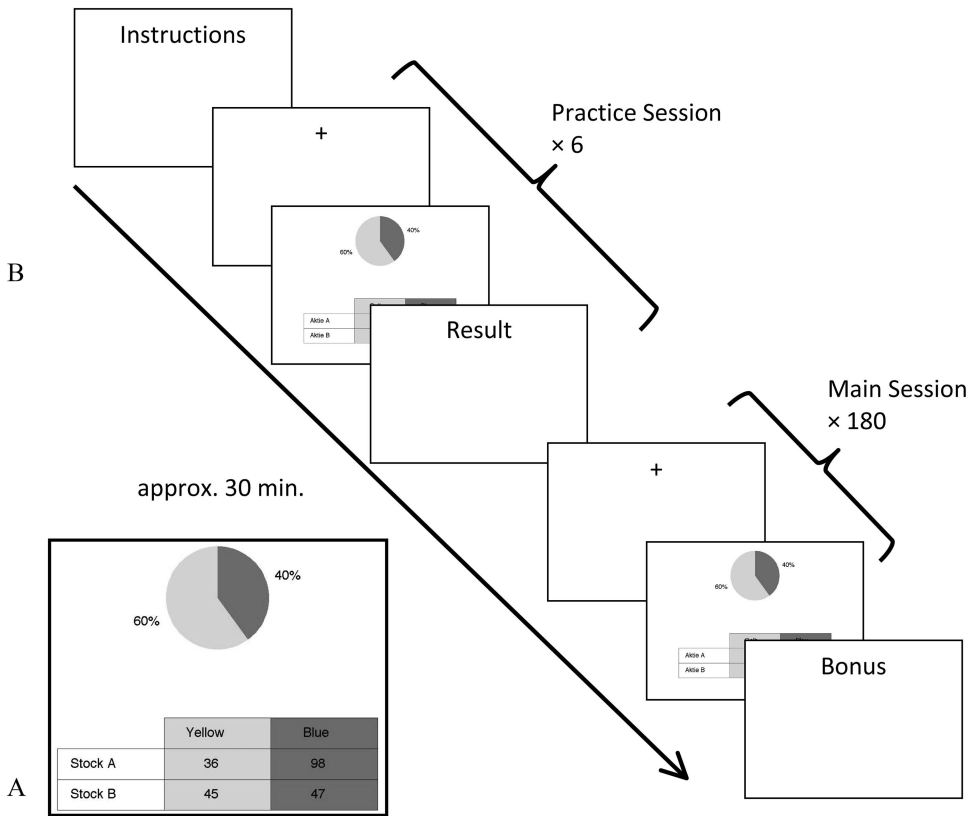 Instructions
+
Practice Session
× 6
B
40%
60%
Aktie A
Aktie B
Result
Main Session
× 180
+
approx. 30 min.
40%
60%
Aktie A
Aktie B
Bonus
40%
60%
Yellow Blue
Stock A 36 98
Stock B 45 47
A